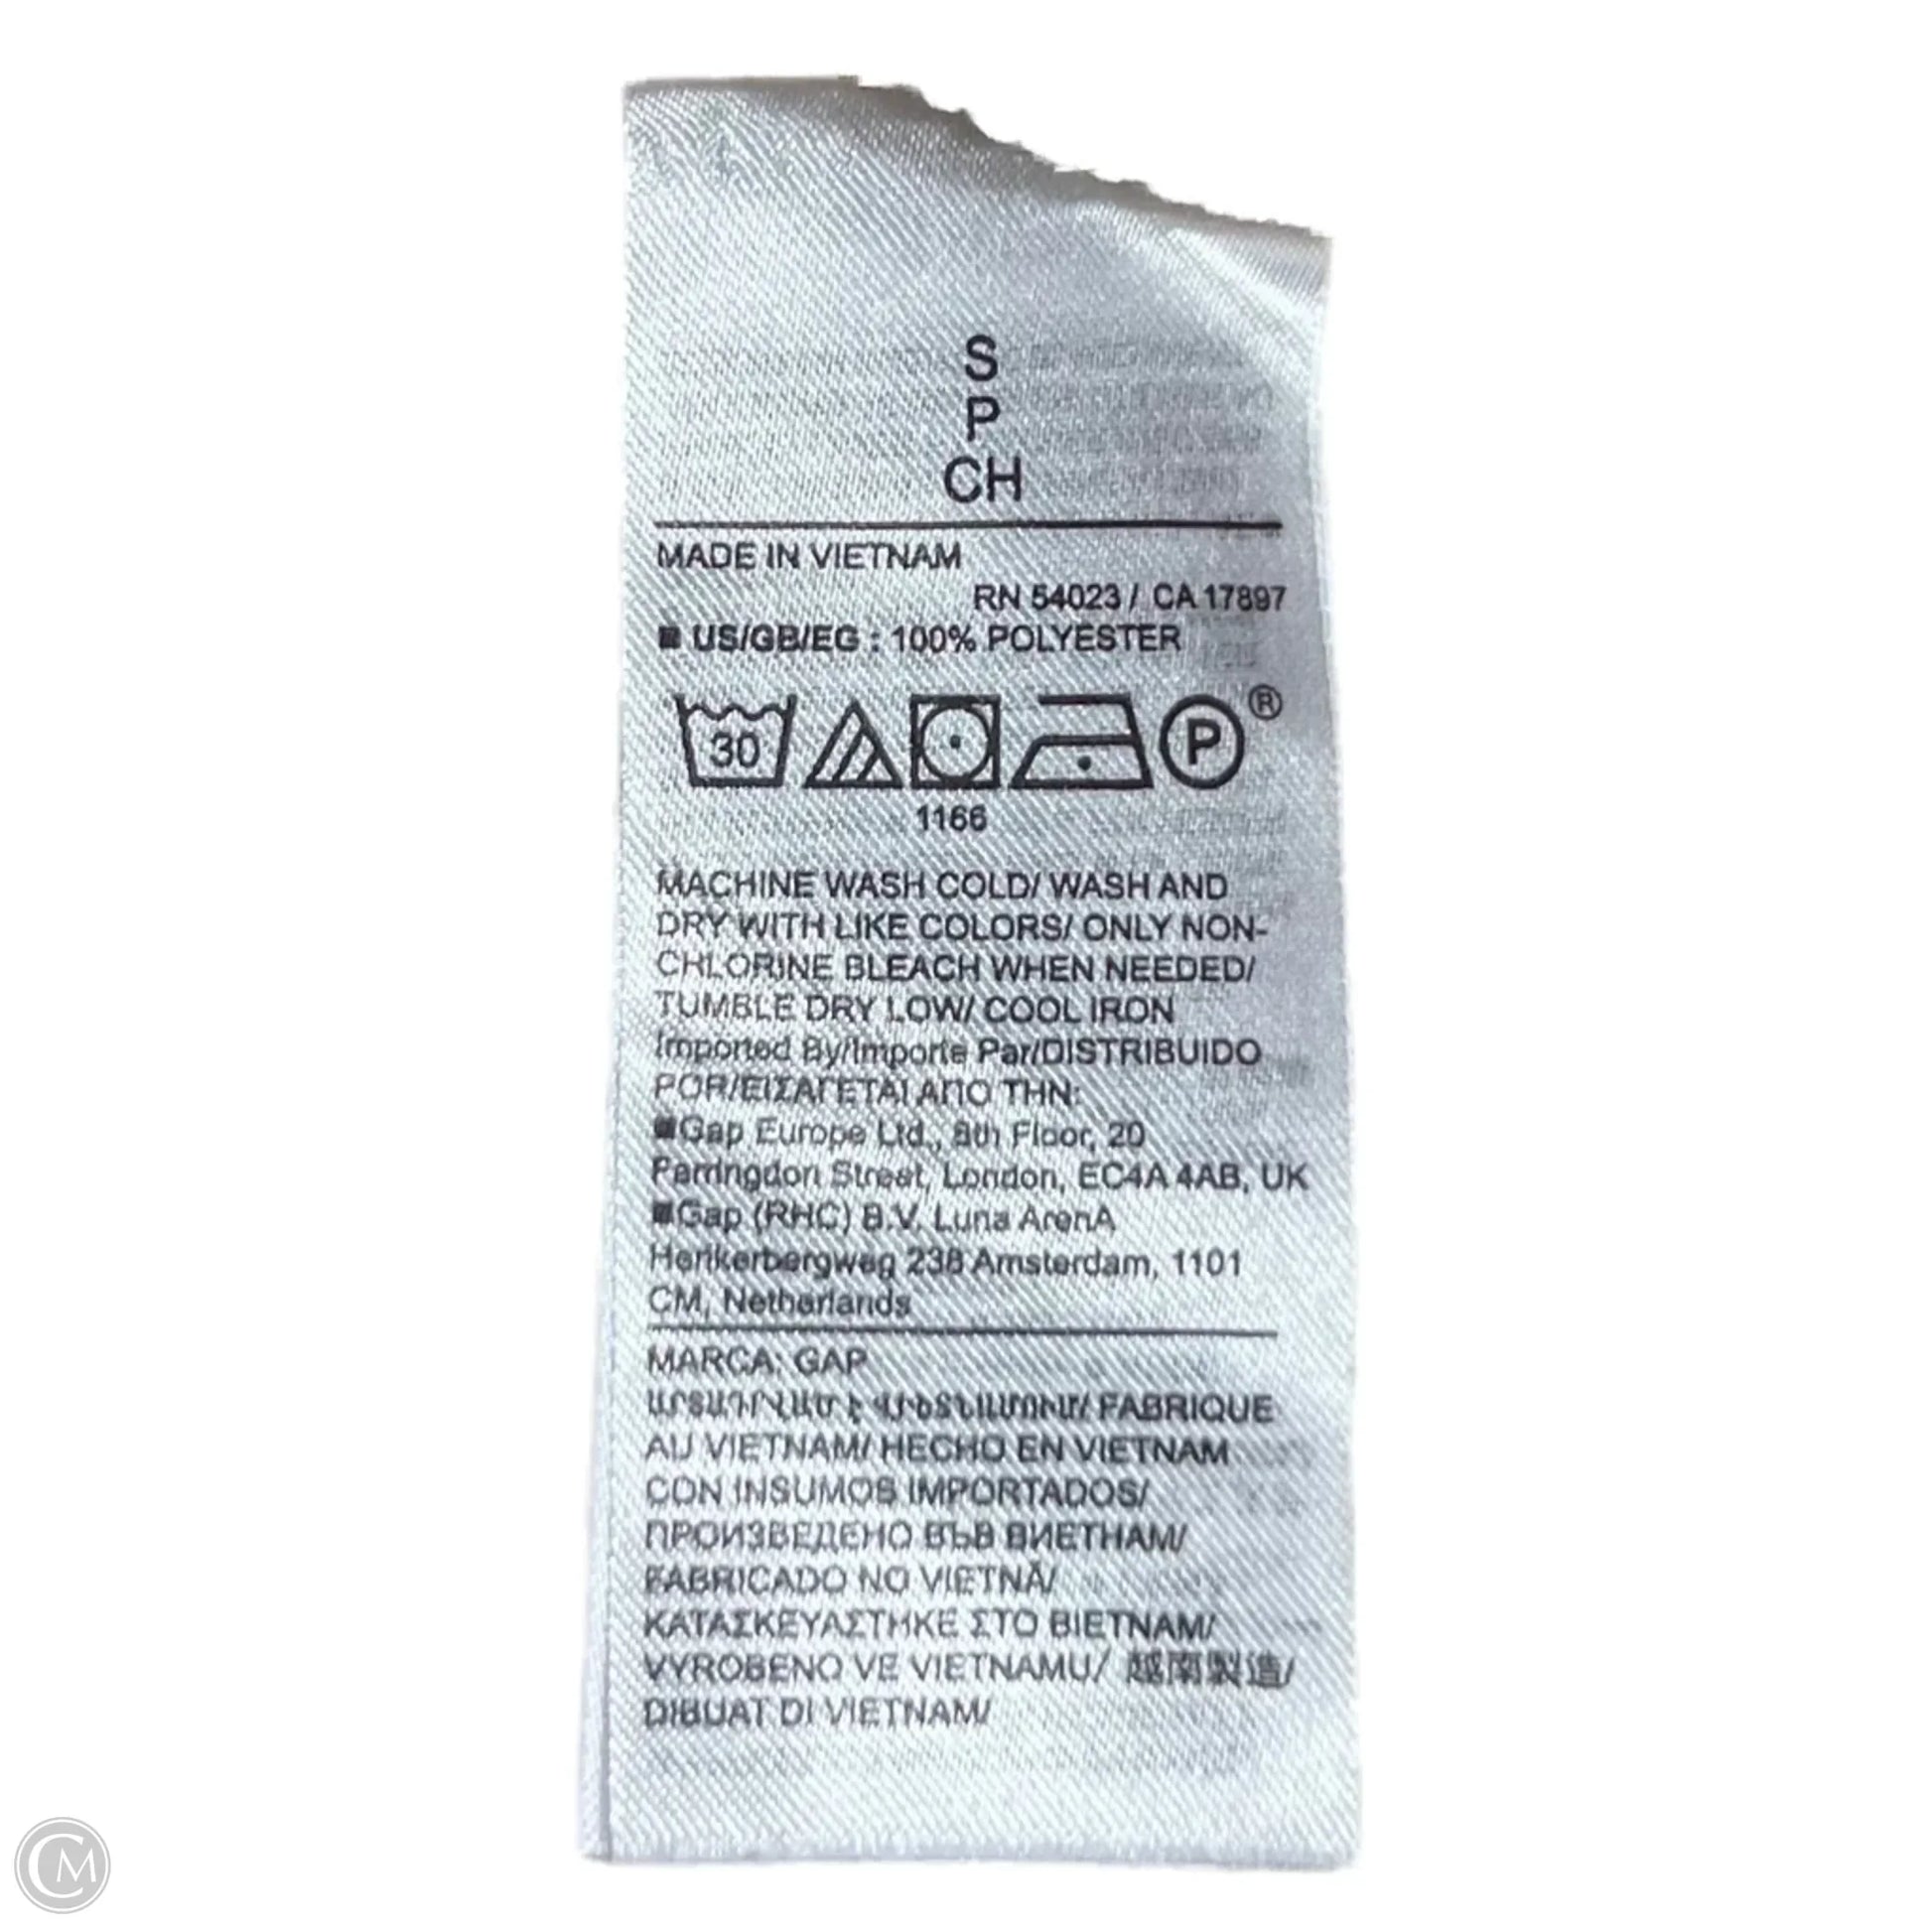 S
P
CH
MADE IN VIETNAM
RN 54023 / CA 17897
■ US/GB/EG : 100% POLYESTER
30 P ®
1166
MACHINE WASH COLD/ WASH AND
DRY WITH LIKE COLORS/ ONLY NON-
CHLORINE BLEACH WHEN NEEDED/
TUMBLE DRY LOW/ COOL IRON
Imported By/Importe Par/DISTRIBUIDO
POR/ΕΙΣΑΓΕΤΑΙ ΑΠΟ ΤΗΝ:
■Gap Europe Ltd., 8th Floor, 20
Farringdon Street, London, EC4A 4AB, UK
■Gap (RHC) B.V. Luna ArenA
Herikerbergweg 238 Amsterdam, 1101
CM, Netherlands
MARCA: GAP
ԱՐՏԱԴՐՎԱԾ Է ՎԻԵՏՆԱՄՈՒՄ/ FABRIQUE
AU VIETNAM/ HECHO EN VIETNAM
CON INSUMOS IMPORTADOS/
ПРОИЗВЕДЕНО ВЪВ ВИЕТНАМ/
FABRICADO NO VIETNÃ/
ΚΑΤΑΣΚΕΥΑΣΤΗΚΕ ΣΤΟ ΒΙΕΤΝΑΜ/
VYROBENO VE VIETNAMU/ 越南製造/
DIBUAT DI VIETNAM/
CM